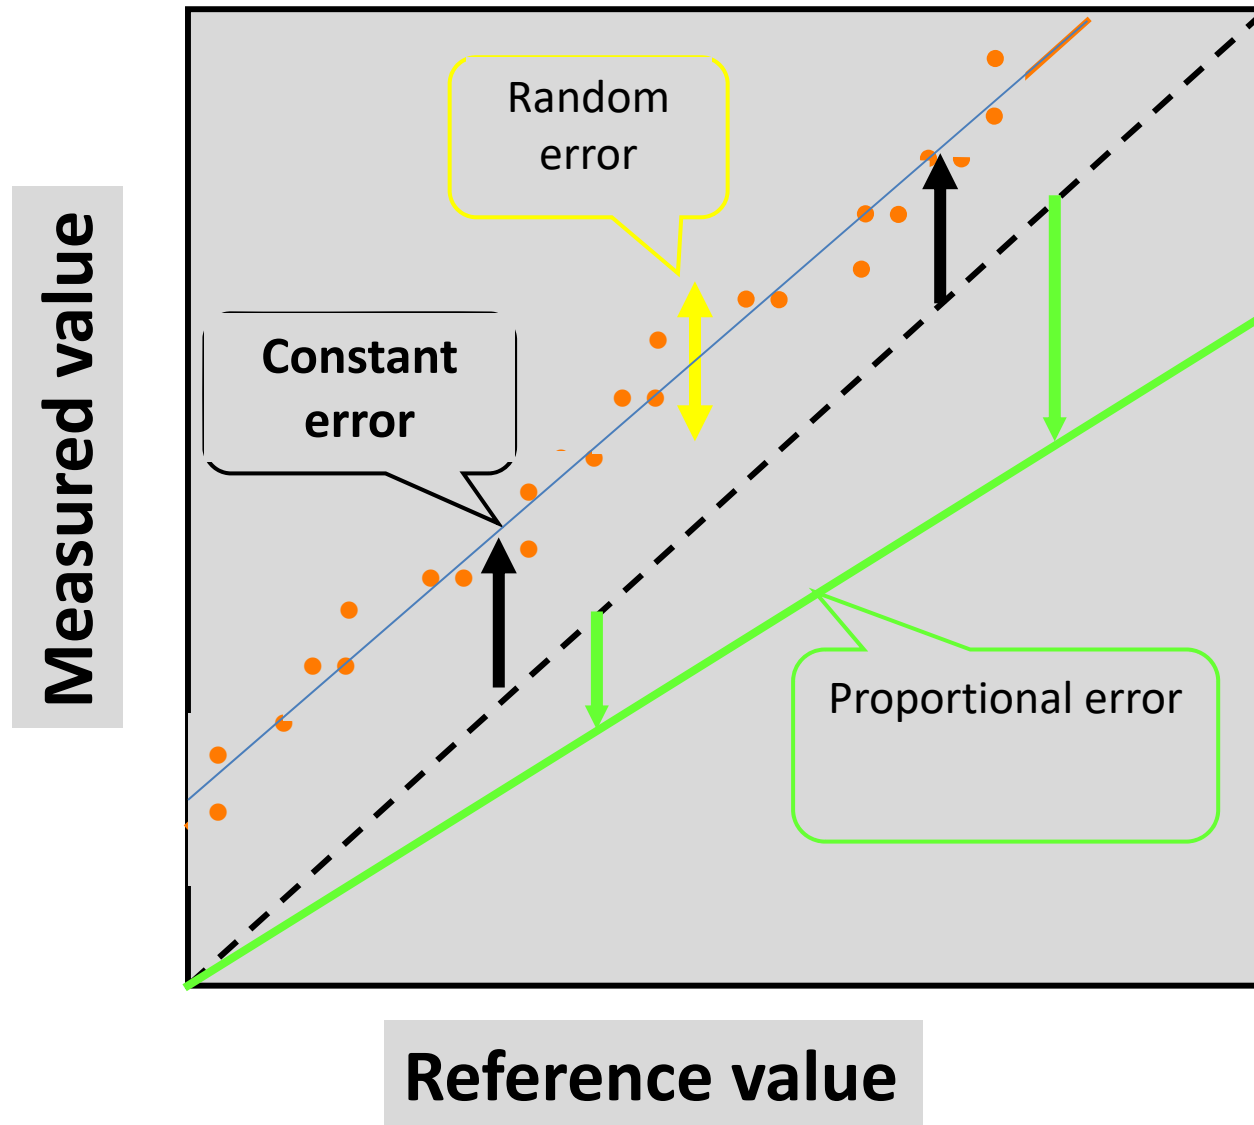 Random
error
Constant
error
Measured value
Proportional error
Reference value